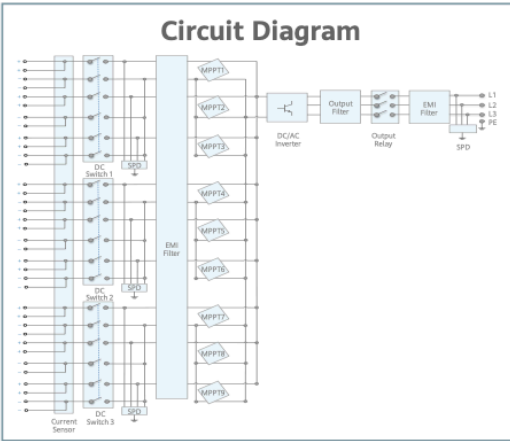 Circuit Diagram
MPPT1
MPPT2
MPPT3
SPD
DC
Switch 1
MPPT4
MPPT5
MPPT6
SPD
DC
Switch 2
EMI
Filter
MPPT7
MPPT8
MPPT9
SPD
Current
Sensor
DC
Switch 3
DC/AC
Inverter
Output
Filter
Output
Relay
EMI
Filter
L1
L2
L3
PE
SPD